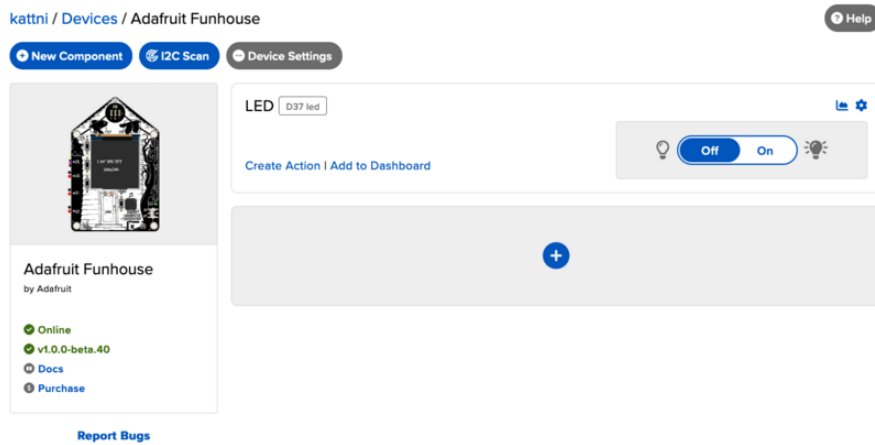 kattni / Devices / Adafruit Funhouse
Help
New Component
I2C Scan
Device Settings
LED D37 led
Off On
Create Action | Add to Dashboard
Adafruit Funhouse
by Adafruit
Online
v1.0.0-beta.40
Docs
Purchase
Report Bugs